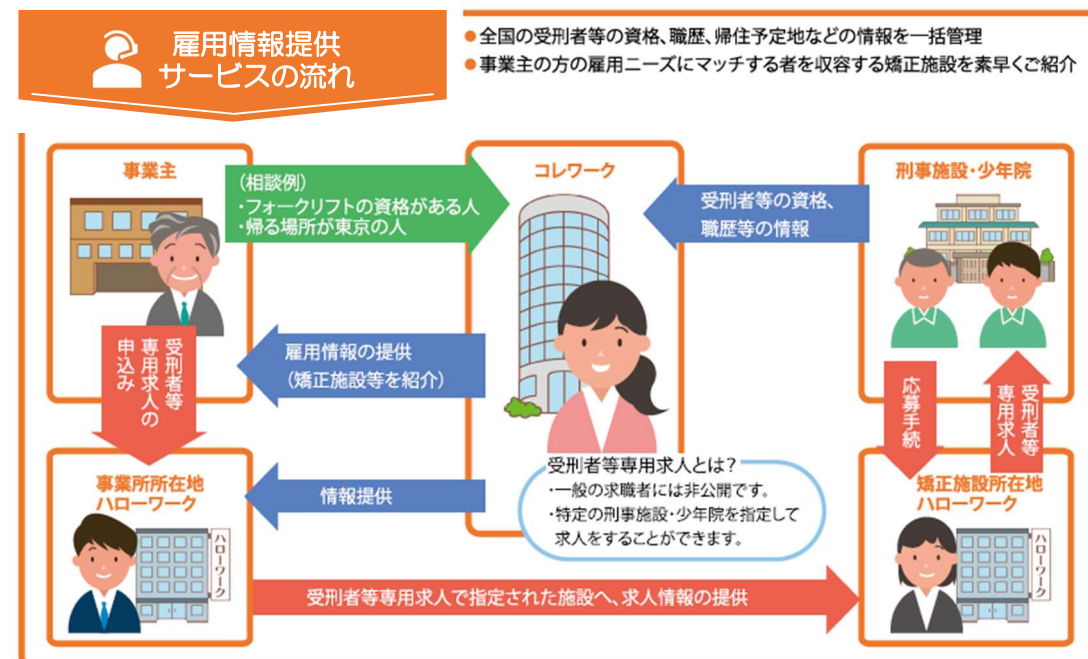 雇用情報提供
サービスの流れ
●全国の受刑者等の資格、職歴、帰住予定地などの情報を一括管理
●事業主の方の雇用ニーズにマッチする者を収容する矯正施設を素早くご紹介
事業主
(相談例)
・フォークリフトの資格がある人
・帰る場所が東京の人
コレワーク
受刑者等の資格、
職歴等の情報
刑事施設・少年院
雇用情報の提供
(矯正施設等を紹介)
受刑者等
専用求人の
申込み
応募手続
受刑者等
専用求人
事業所所在地
ハローワーク
ハローワーク
情報提供
受刑者等専用求人とは?
・一般の求職者には非公開です。
・特定の刑事施設・少年院を指定して
求人をすることができます。
矯正施設所在地
ハローワーク
ハローワーク
受刑者等専用求人で指定された施設へ、求人情報の提供